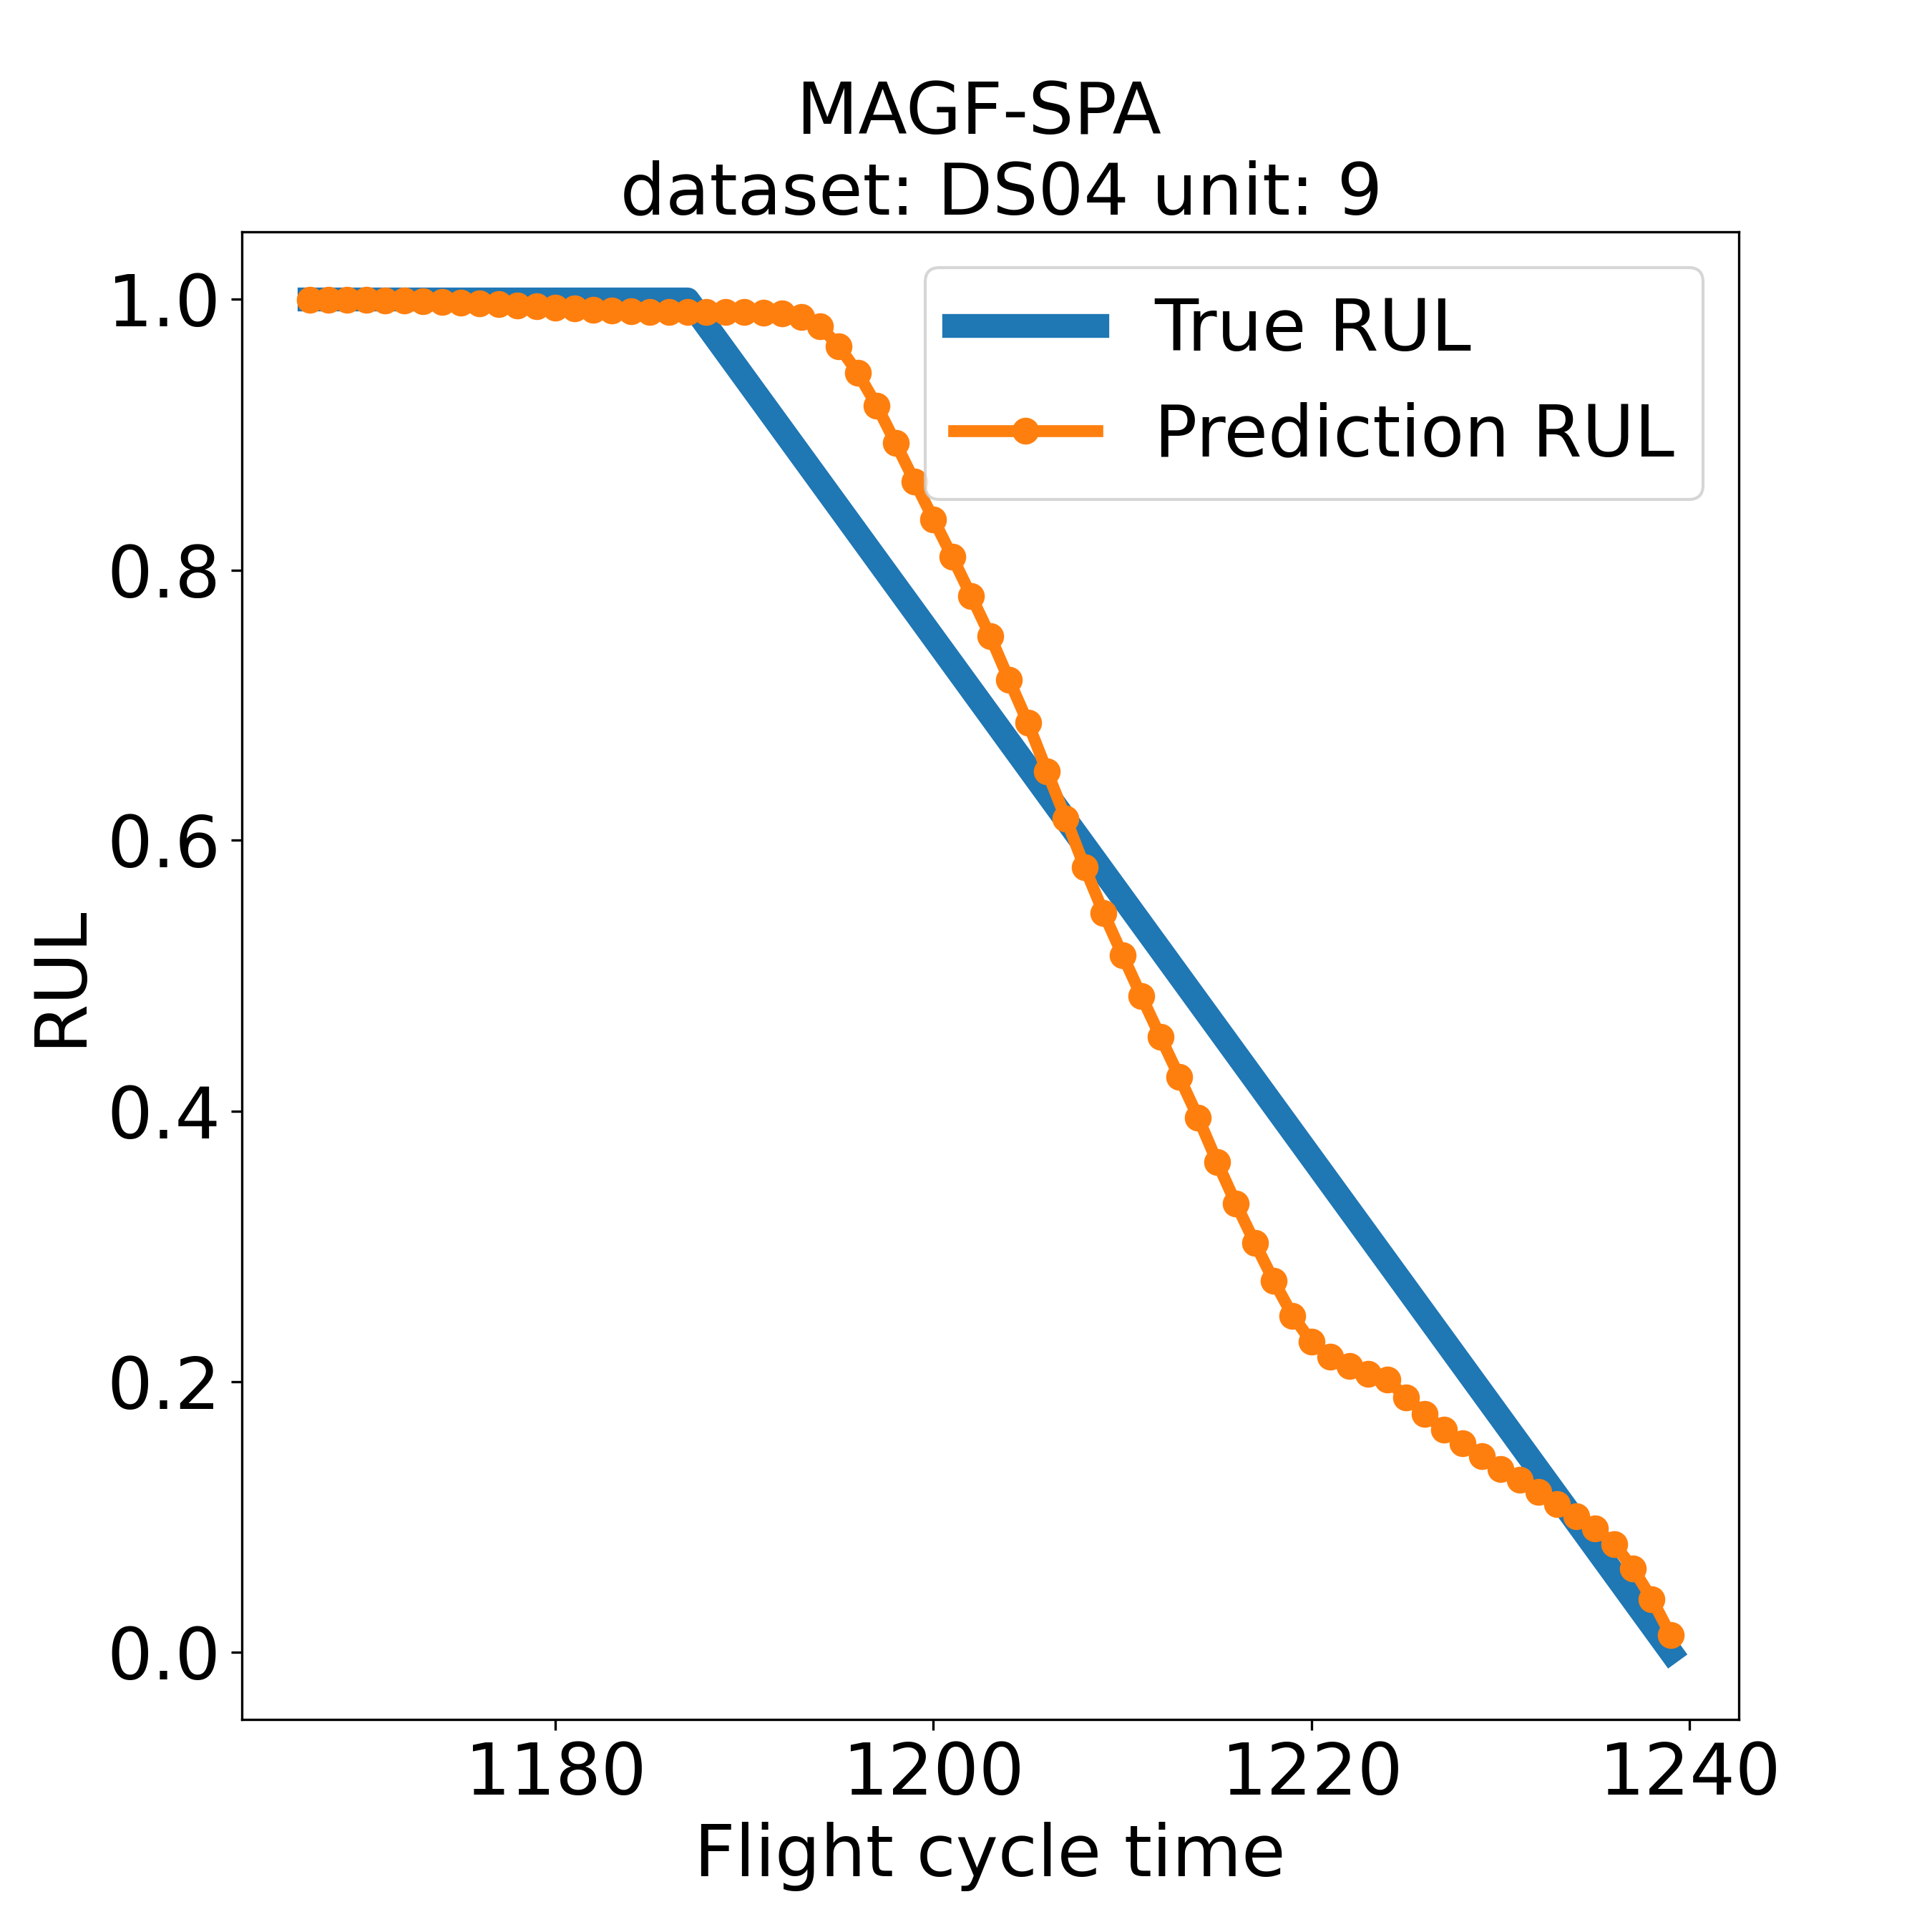 MAGF-SPA
dataset: DS04 unit: 9
True RUL
Prediction RUL
1.0
0.8
0.6
0.4
0.2
0.0
RUL
1180 1200 1220 1240
Flight cycle time